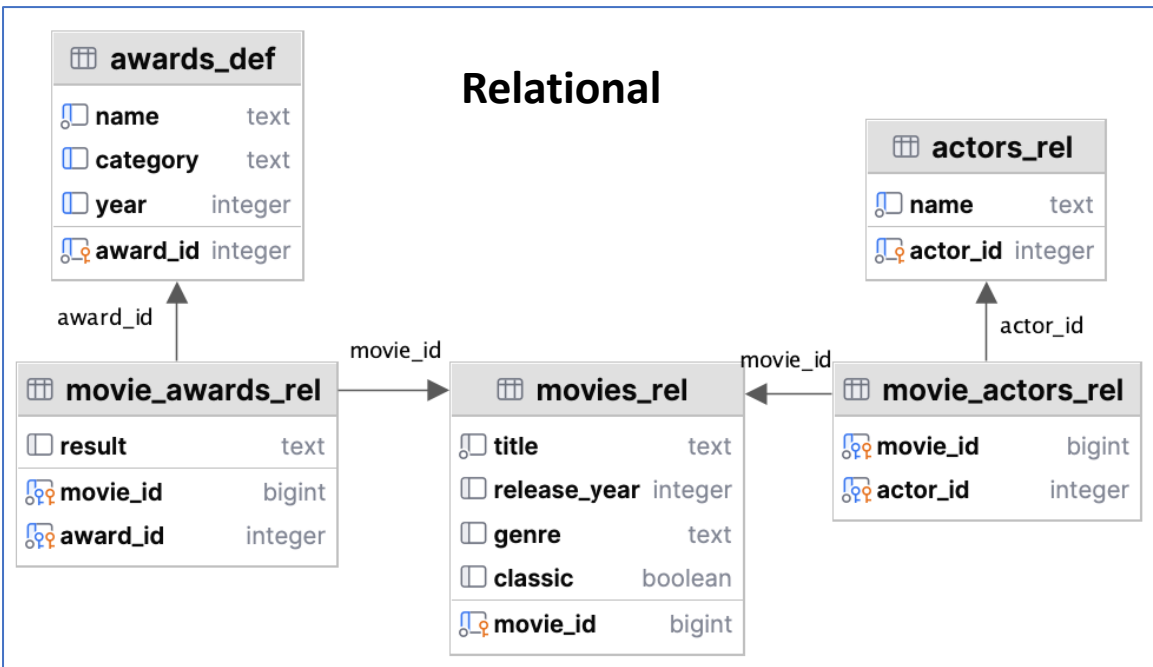 Relational
awards_def
name text
category text
year integer
award_id integer
actors_rel
name text
actor_id integer
award_id
movie_id
movie_id
actor_id
movie_awards_rel
result text
movie_id bigint
award_id integer
movies_rel
title text
release_year integer
genre text
classic boolean
movie_id bigint
movie_actors_rel
movie_id bigint
actor_id integer